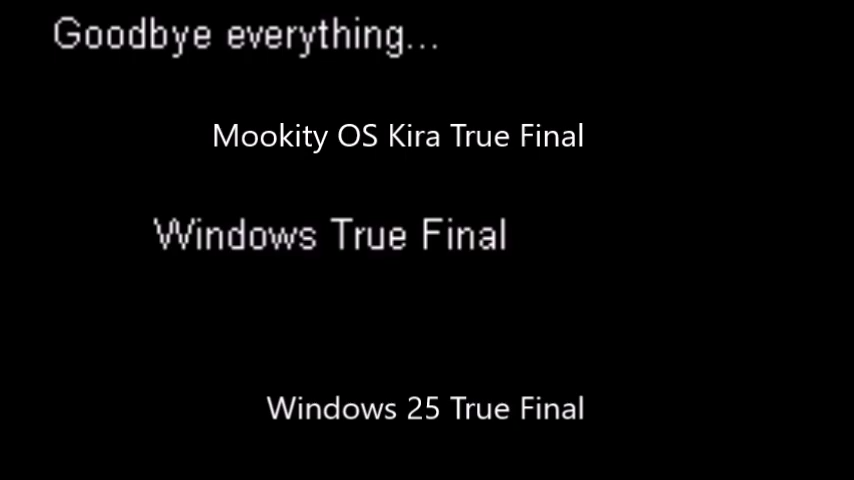 Goodbye everything...
Mookity OS Kira True Final
Windows True Final
Windows 25 True Final